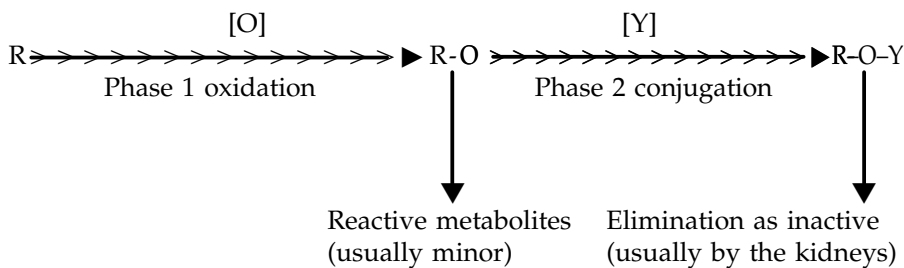 [O] [Y]
R R-O R–O–Y
Phase 1 oxidation Phase 2 conjugation
Reactive metabolites Elimination as inactive
(usually minor) (usually by the kidneys)